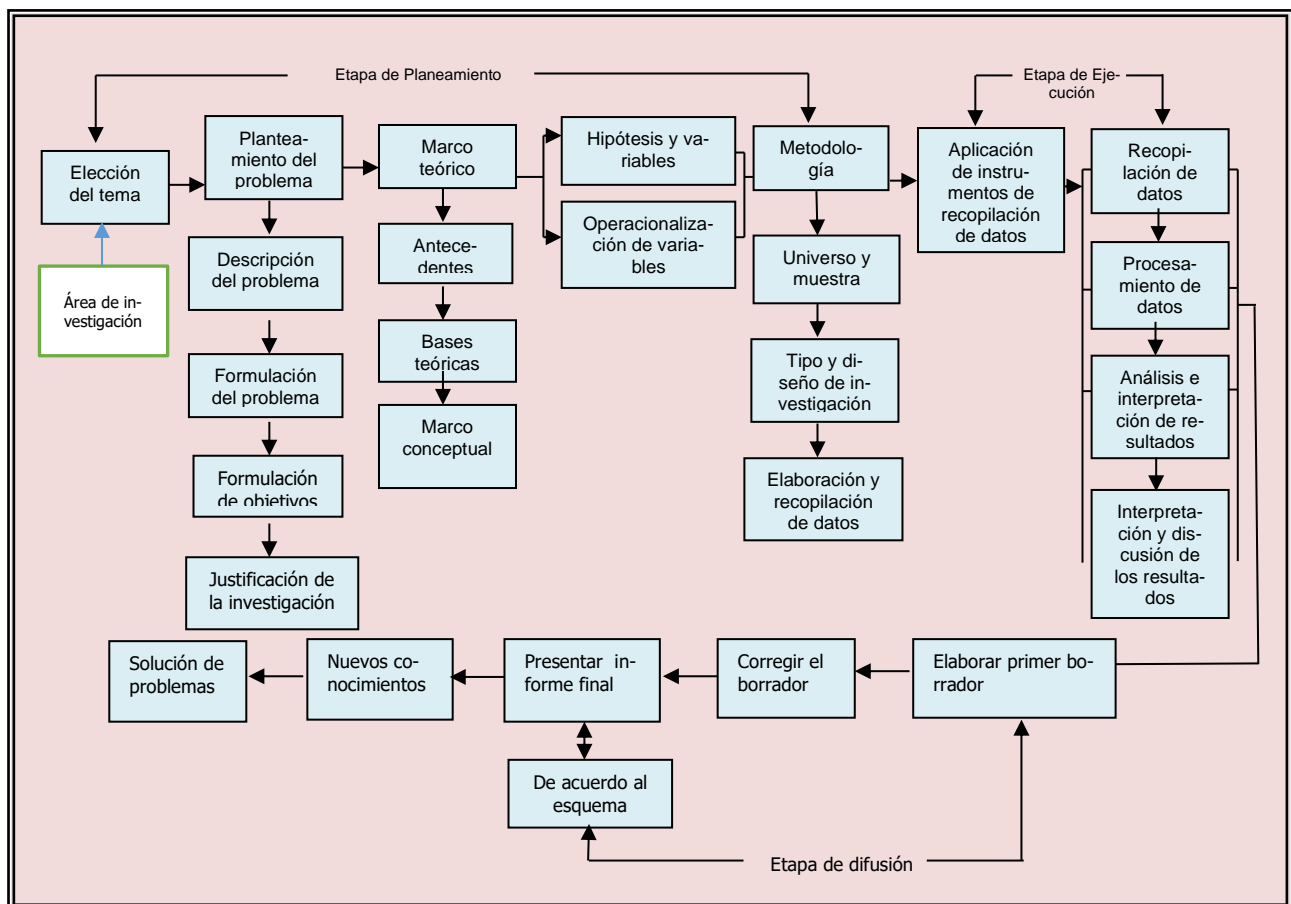 Etapa de Planeamiento
Etapa de Eje-
cución
Elección
del tema
Área de in-
vestigación
Plantea-
miento del
problema
Descripción
del problema
Formulación
del problema
Formulación
de objetivos
Justificación de
la investigación
Marco
teórico
Antece-
dentes
Bases
teóricas
Marco
conceptual
Hipótesis y va-
riables
Operacionaliza-
ción de varia-
bles
Metodolo-
gía
Universo y
muestra
Tipo y di-
seño de in-
vestigación
Elaboración y
recopilación
de datos
Aplicación
de instru-
mentos de
recopilación
de datos
Recopi-
lación de
datos
Procesa-
miento de
datos
Análisis e
interpreta-
ción de re-
sultados
Interpreta-
ción y dis-
cusión de
los resulta-
dos
Solución de
problemas
Nuevos co-
nocimientos
Presentar in-
forme final
Corregir el
borrador
Elaborar primer bo-
rrador
De acuerdo al
esquema
Etapa de difusión